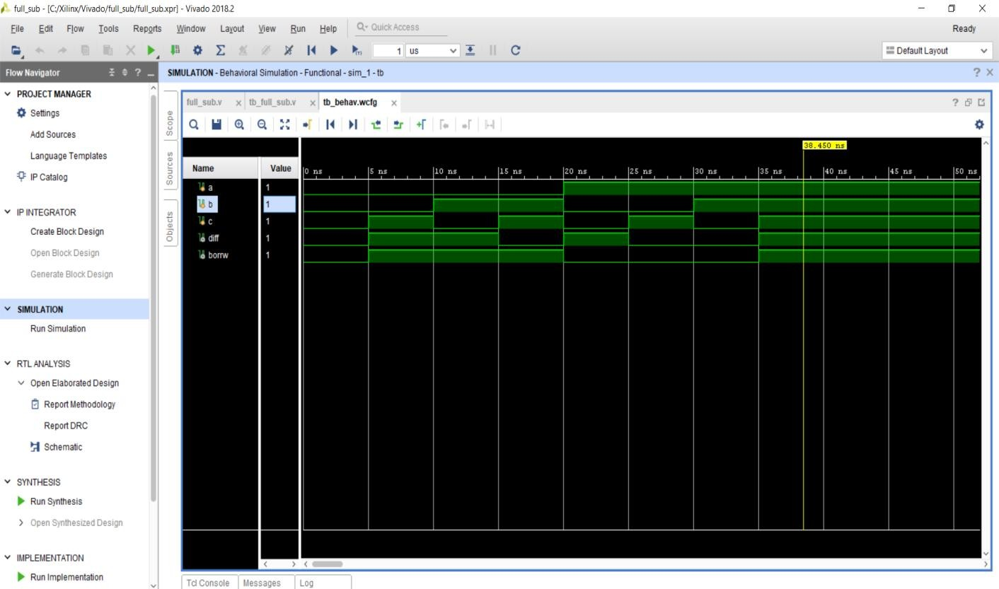 full_sub - [C:/Xilinx/Vivado/full_sub/full_sub.xpr] - Vivado 2018.2
File Edit Flow Tools Reports Window Layout View Run Help Quick Access Ready
1 us Default Layout
Flow Navigator
SIMULATION - Behavioral Simulation - Functional - sim_1 - tb
PROJECT MANAGER
Settings
Add Sources
Language Templates
IP Catalog
IP INTEGRATOR
Create Block Design
Open Block Design
Generate Block Design
SIMULATION
Run Simulation
RTL ANALYSIS
Open Elaborated Design
Report Methodology
Report DRC
Schematic
SYNTHESIS
Run Synthesis
Open Synthesized Design
IMPLEMENTATION
Run Implementation
Scope
Sources
Objects
full_sub.v tb_full_sub.v tb_behav.wcfg
38.450 ns
Name Value 0 ns 5 ns 10 ns 15 ns 20 ns 25 ns 30 ns 35 ns 40 ns 45 ns 50 ns
a 1
b 1
c 1
diff 1
borrw 1
Tcl Console Messages Log